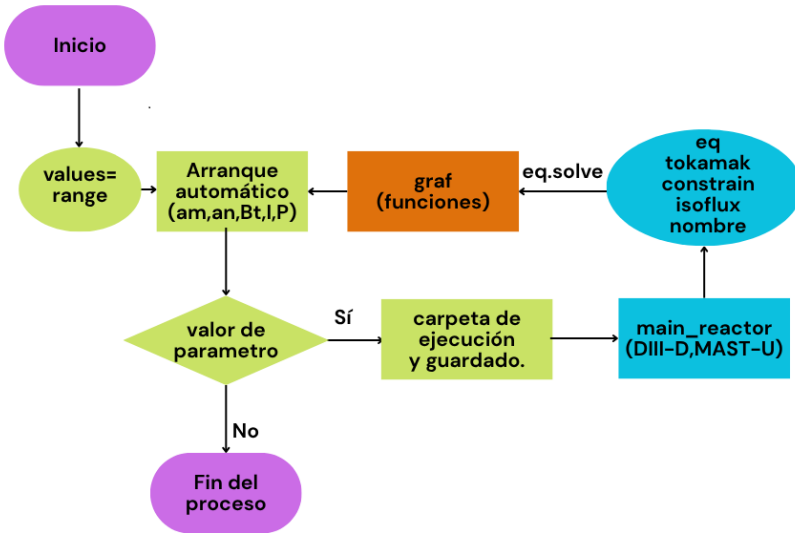 Inicio
values=
range
Arranque
automático
(am,an,Bt,I,P)
graf
(funciones)
eq.solve
eq
tokamak
constrain
isoflux
nombre
valor de
parametro
Sí
carpeta de
ejecución
y guardado.
main_reactor
(DIII-D,MAST-U)
No
Fin del
proceso